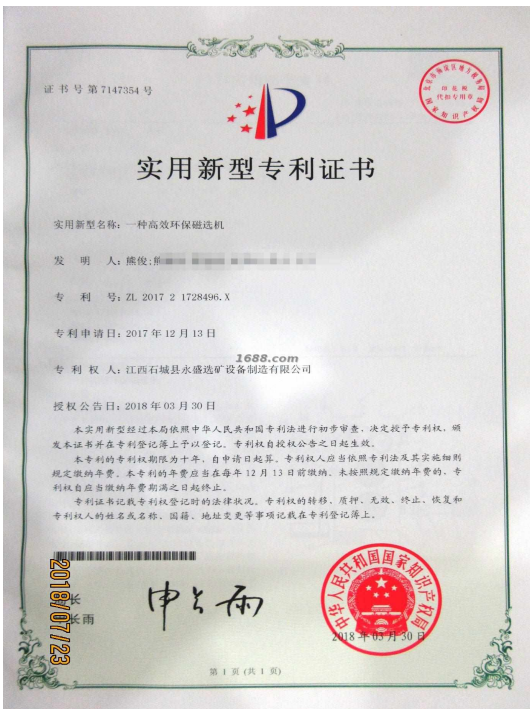 证书号第7147354号
印花税
代扣专用章
国家知识产权局
实用新型专利证书
实用新型名称：一种高效环保磁选机
发明人：熊俊;熊
专利号：ZL 2017 2 1728496.X
专利申请日：2017年12月13日
1688.com
专利权人：江西石城县永盛选矿设备制造有限公司
授权公告日：2018年03月30日
本实用新型经过本局依照中华人民共和国专利法进行初步审查，决定授予专利权，颁
发本证书并在专利登记簿上予以登记。专利权自授权公告之日起生效。
本专利的专利权期限为十年，自申请日起算。专利权人应当依照专利法及其实施细则
规定缴纳年费。本专利的年费应当在每年12月13日前缴纳。未按照规定缴纳年费的，专
利权自应当缴纳年费期满之日起终止。
专利证书记载专利权登记时的法律状况。专利权的转移、质押、无效、终止、恢复和
专利权人的姓名或名称、国籍、地址变更等事项记载在专利登记簿上。
长
长雨
申长雨
中华人民共和国国家知识产权局
2018年03月30日
2018/07/23
第1页（共1页）